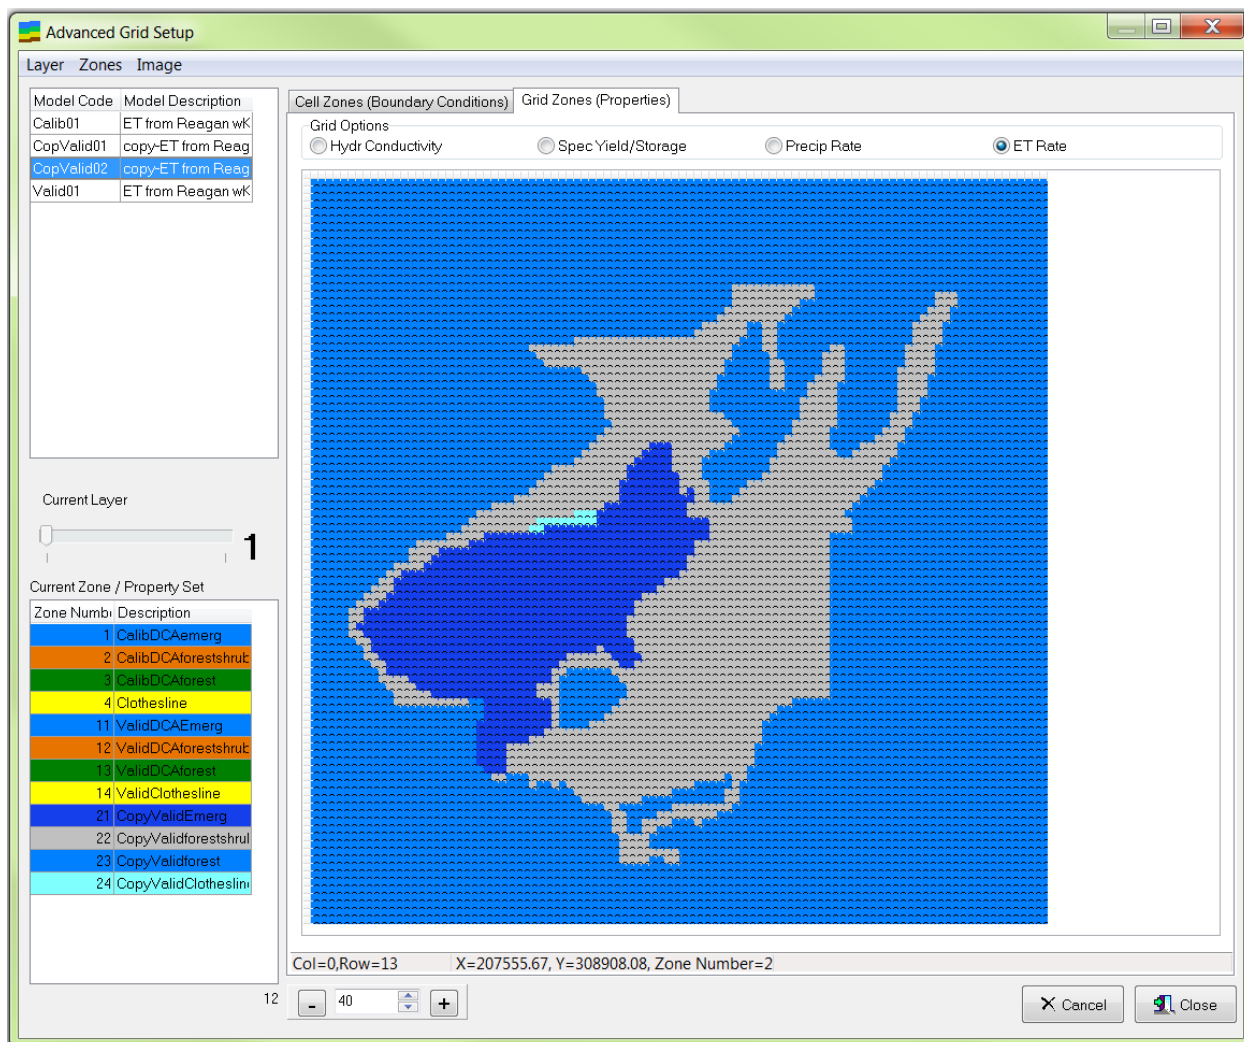 Advanced Grid Setup
Layer Zones Image
Model Code Model Description
Calib01 ET from Reagan wK
CopValid01 copy-ET from Reag
CopValid02 copy-ET from Reag
Valid01 ET from Reagan wK
Cell Zones (Boundary Conditions) Grid Zones (Properties)
Grid Options
Hydr Conductivity Spec Yield/Storage Precip Rate ET Rate
Current Layer
1
Current Zone / Property Set
Zone Numbe Description
1 CalibDCAemerg
2 CalibDCAforestshrub
3 CalibDCAforest
4 Clothesline
11 ValidDCAEmerg
12 ValidDCAforestshrub
13 ValidDCAforest
14 ValidClothesline
21 CopyValidEmerg
22 CopyValidforestshrul
23 CopyValidforest
24 CopyValidClothesline
Col=0,Row=13 X=207555.67, Y=308908.08, Zone Number=2
12 - 40 + Cancel Close